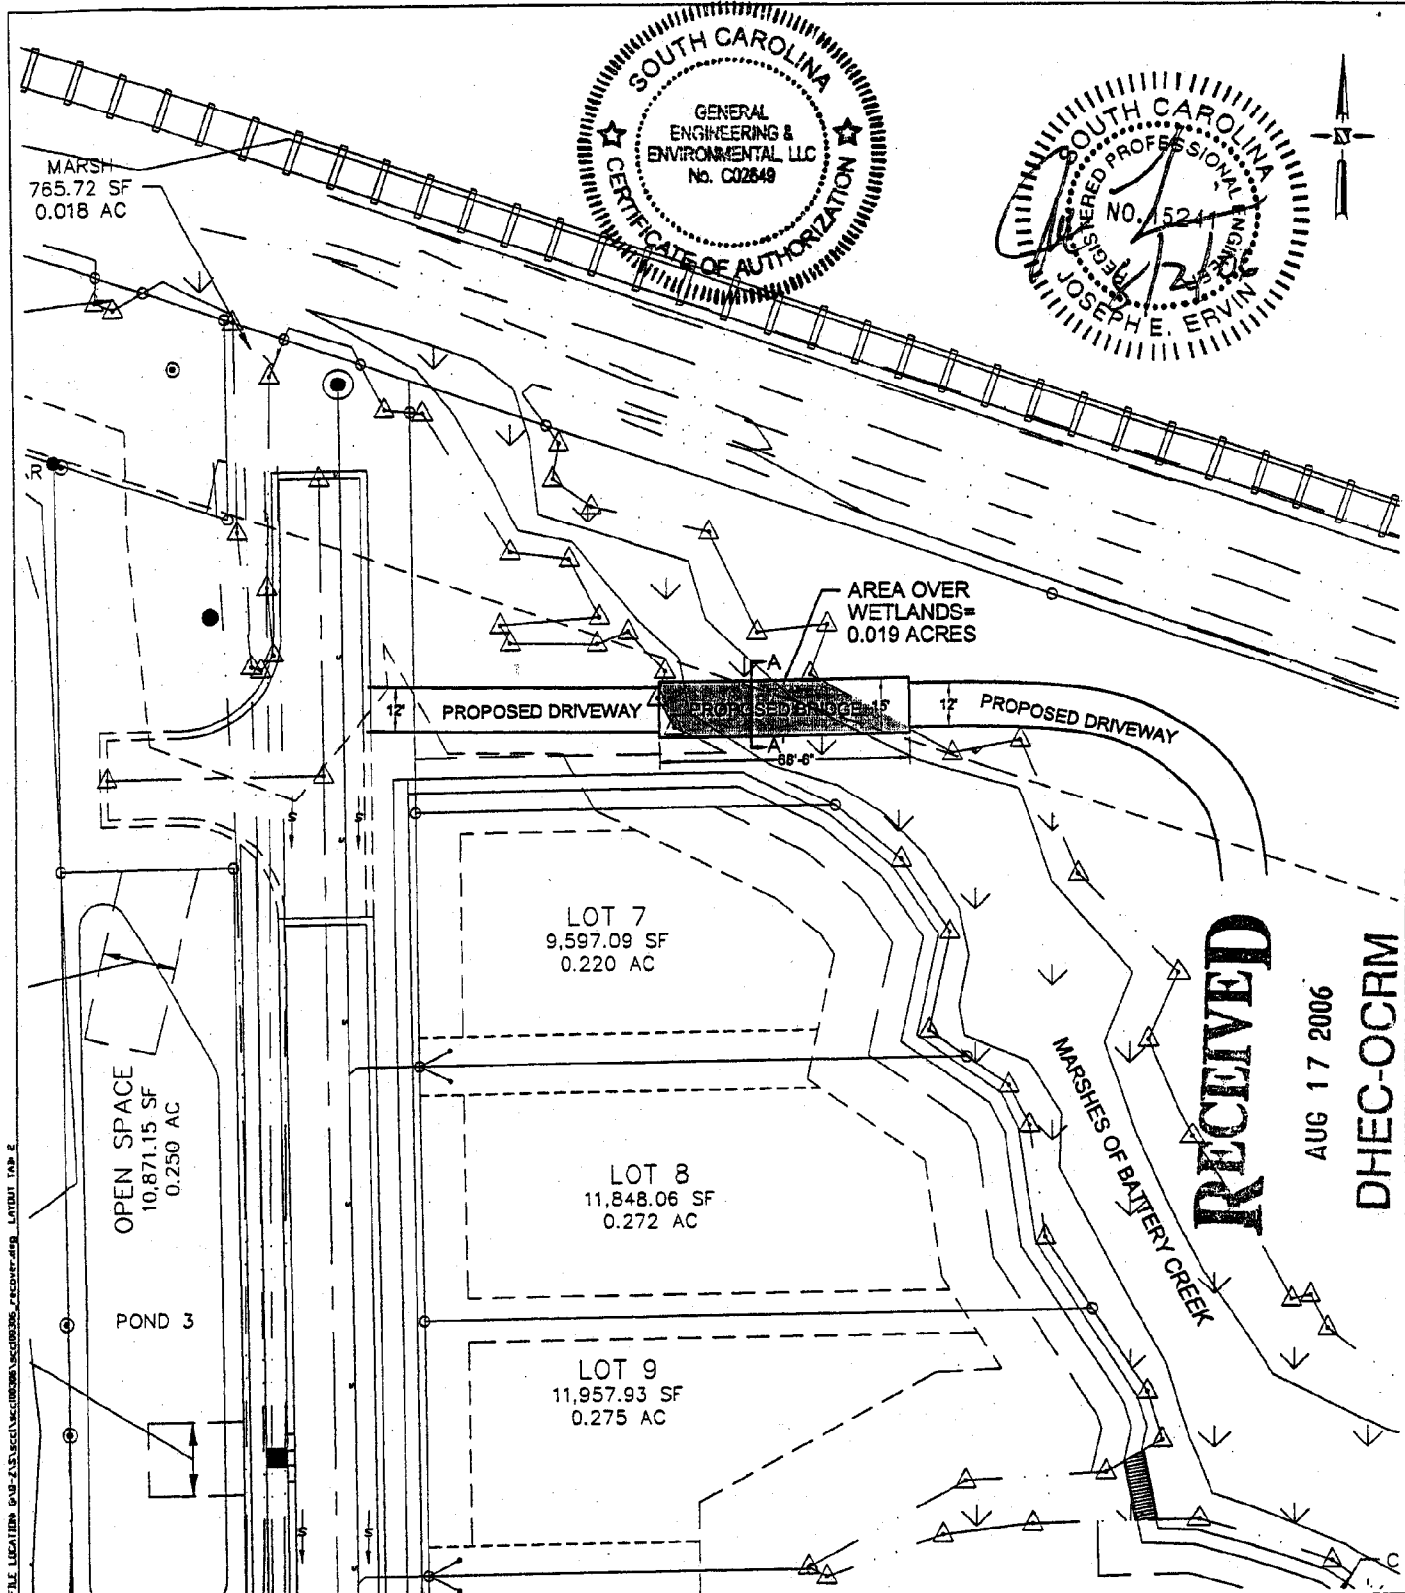 SOUTH CAROLINA
GENERAL
ENGINEERING &
ENVIRONMENTAL, LLC
No. C02649
CERTIFICATE OF AUTHORIZATION
SOUTH CAROLINA
REGISTERED PROFESSIONAL ENGINEER
NO. 15241
JOSEPH E. ERVIN
MARSH
765.72 SF
0.018 AC
R
AREA OVER
WETLANDS=
0.019 ACRES
A
12'
PROPOSED DRIVEWAY
PROPOSED BRIDGE
15'
12'
PROPOSED DRIVEWAY
A'
68'-6"
S
S
LOT 7
9,597.09 SF
0.220 AC
RECEIVED
AUG 17 2006
DHEC-OCRM
OPEN SPACE
10,871.15 SF
0.250 AC
MARSHES OF BATTERY CREEK
LOT 8
11,848.06 SF
0.272 AC
POND 3
LOT 9
11,957.93 SF
0.275 AC
S
S
C